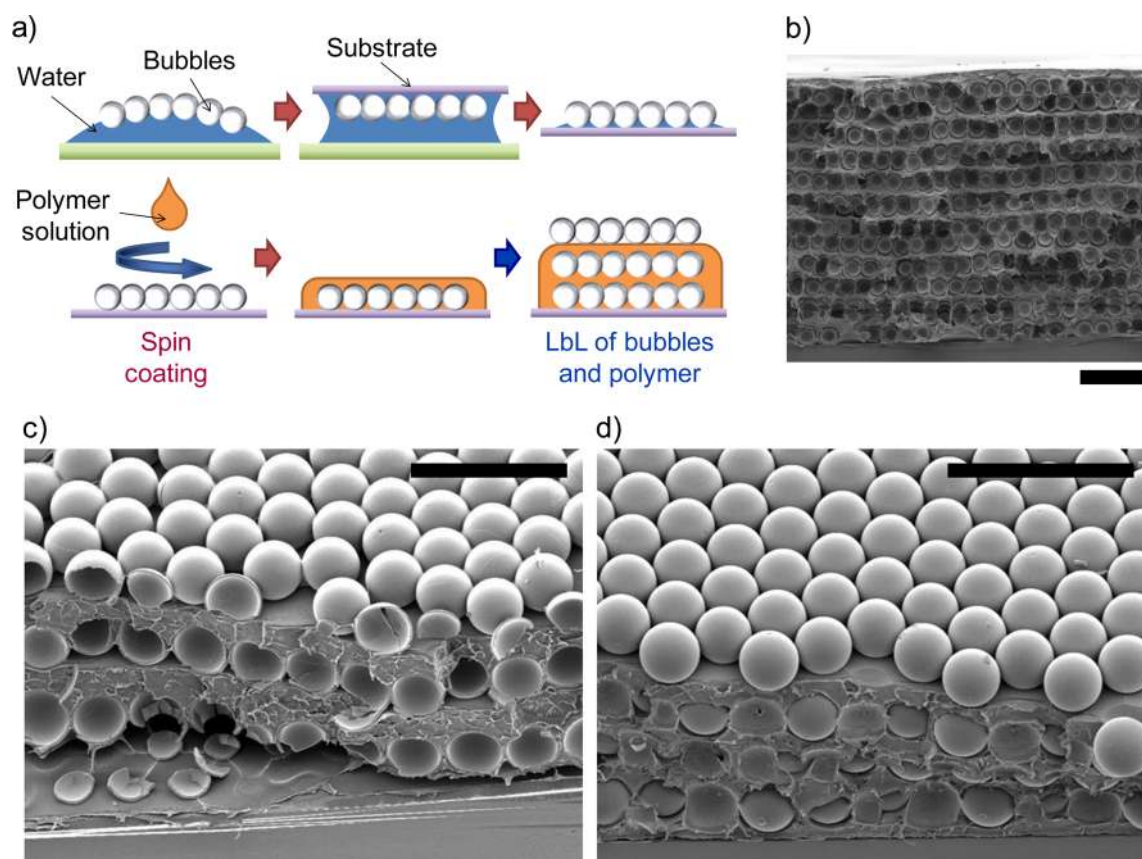 a)
Water
Bubbles
Substrate
Polymer
solution
Spin
coating
LbL of bubbles
and polymer
b)
c)
d)